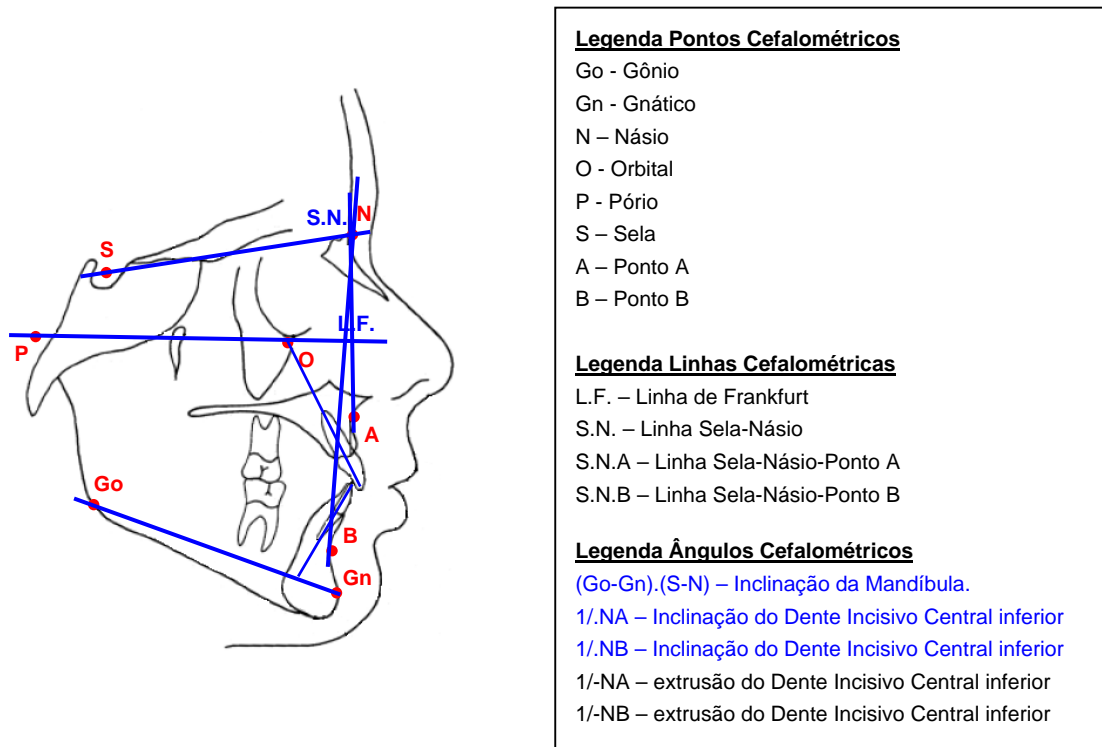 S.N.
N
S
L.F.
P
O
A
Go
B
Gn
Legenda Pontos Cefalométricos
Go - Gônio
Gn - Gnático
N – Násio
O - Orbital
P - Pório
S – Sela
A – Ponto A
B – Ponto B
Legenda Linhas Cefalométricas
L.F. – Linha de Frankfurt
S.N. – Linha Sela-Násio
S.N.A – Linha Sela-Násio-Ponto A
S.N.B – Linha Sela-Násio-Ponto B
Legenda Ângulos Cefalométricos
(Go-Gn).(S-N) – Inclinação da Mandíbula.
1/.NA – Inclinação do Dente Incisivo Central inferior
1/.NB – Inclinação do Dente Incisivo Central inferior
1/-NA – extrusão do Dente Incisivo Central inferior
1/-NB – extrusão do Dente Incisivo Central inferior